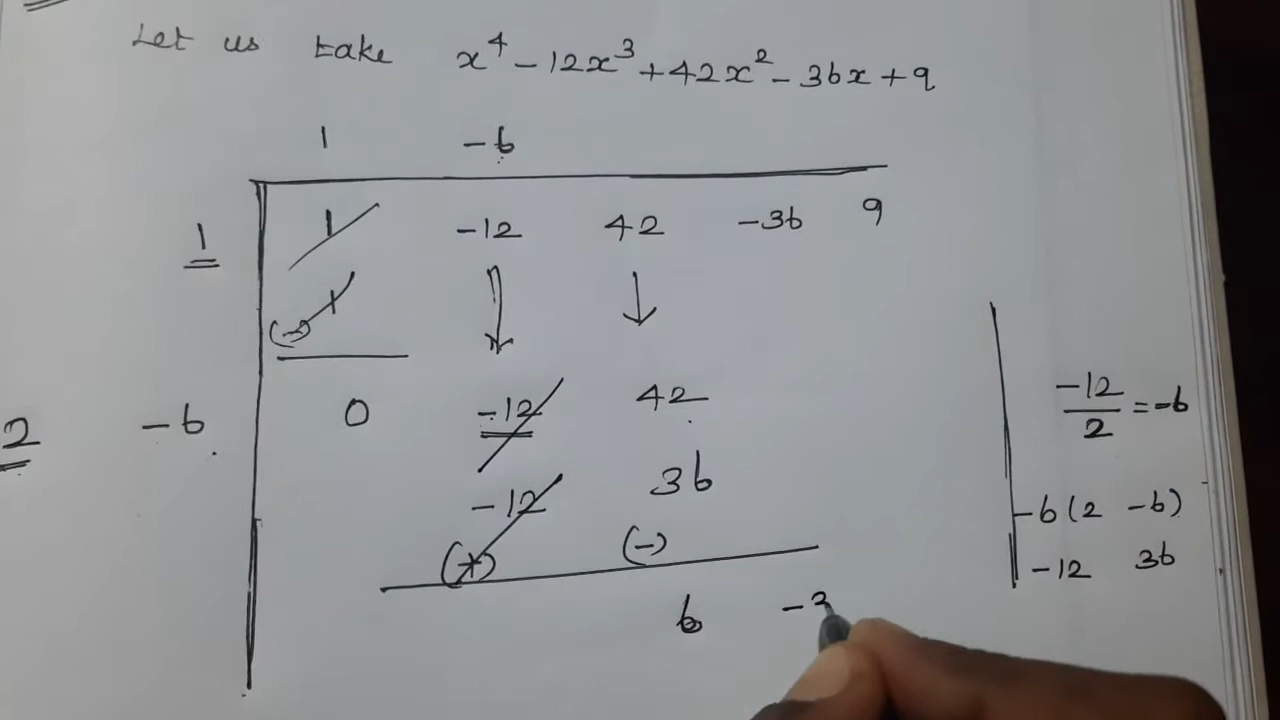 Let us take x⁴ - 12x³ + 42x² - 36x + 9
1 -6
1 1 -12 42 -36 9
(-) 1
2 -6 0 -12 42
-12 36
(+) (-)
6 -3
-12/2 = -6
-6(2 -6)
-12 36